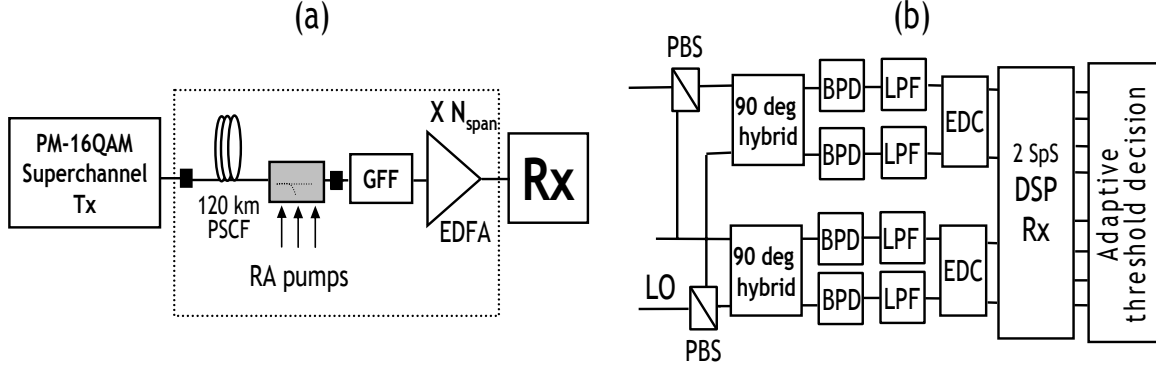 (a)
PM-16QAM
Superchannel
Tx
120 km
PSCF
RA pumps
GFF
X Nspan
EDFA
Rx
(b)
PBS
90 deg
hybrid
BPD
LPF
BPD
LPF
EDC
90 deg
hybrid
BPD
LPF
BPD
LPF
EDC
LO
PBS
2 SpS
DSP
Rx
Adaptive
threshold decision